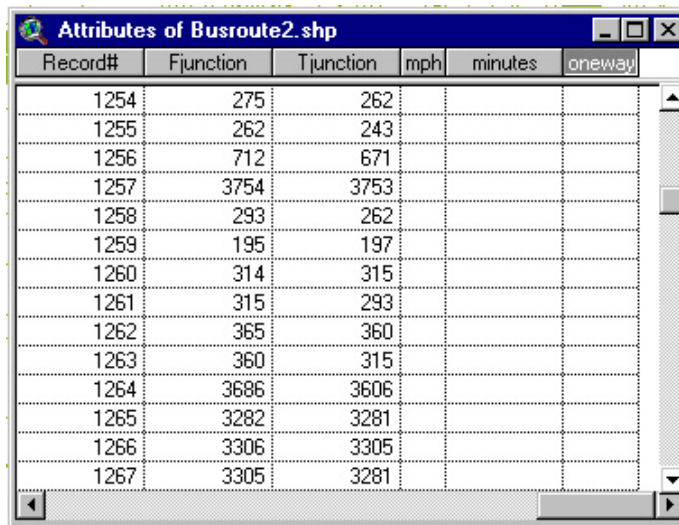 Attributes of Busroute2.shp
Record# Fjunction Tjunction mph minutes oneway
1254 275 262
1255 262 243
1256 712 671
1257 3754 3753
1258 293 262
1259 195 197
1260 314 315
1261 315 293
1262 365 360
1263 360 315
1264 3686 3606
1265 3282 3281
1266 3306 3305
1267 3305 3281